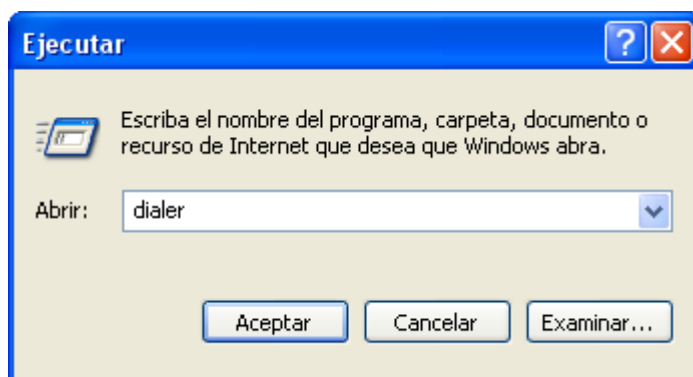 Ejecutar
Escriba el nombre del programa, carpeta, documento o
recurso de Internet que desea que Windows abra.
Abrir: dialer
Aceptar Cancelar Examinar...